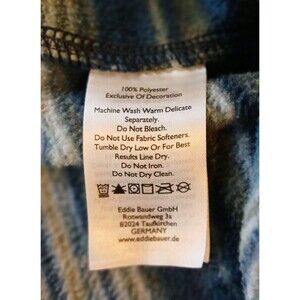 100% Polyester
Exclusive Of Decoration
Machine Wash Warm Delicate
Separately.
Do Not Bleach.
Do Not Use Fabric Softeners.
Tumble Dry Low Or For Best
Results Line Dry.
Do Not Iron.
Do Not Dry Clean.
Eddie Bauer GmbH
Rotwandweg 3a
82024 Taufkirchen
GERMANY
www.eddiebauer.de